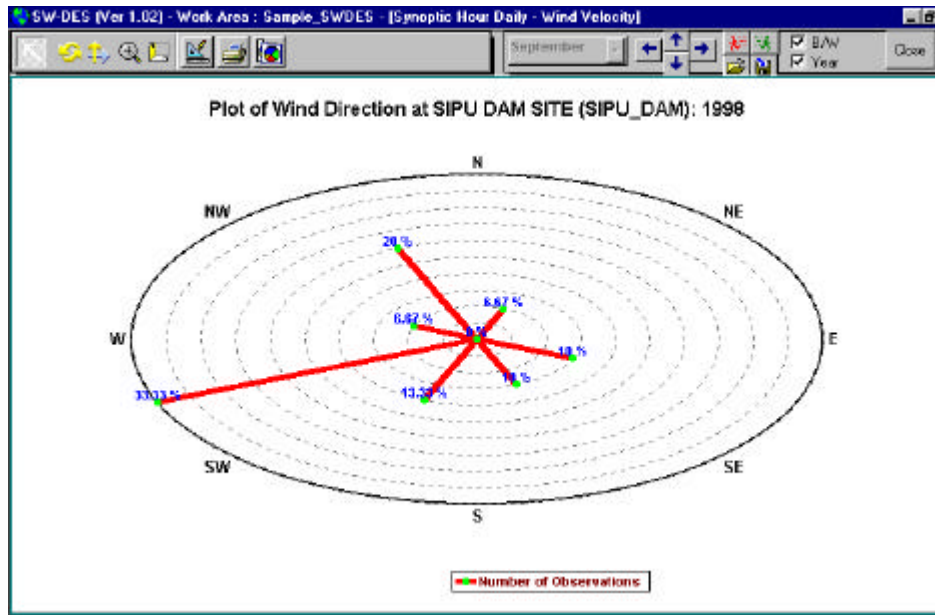 SW-DES (Ver 1.02) - Work Area : Sample_SWDES - [Synoptic Hour Daily - Wind Velocity]
September
B/W
Year
Close
Plot of Wind Direction at SIPU DAM SITE (SIPU_DAM): 1998
N
NW
NE
20 %
6.67 %
6.67 %
W
0 %
E
10 %
10 %
33.33 %
13.33 %
SW
SE
S
Number of Observations